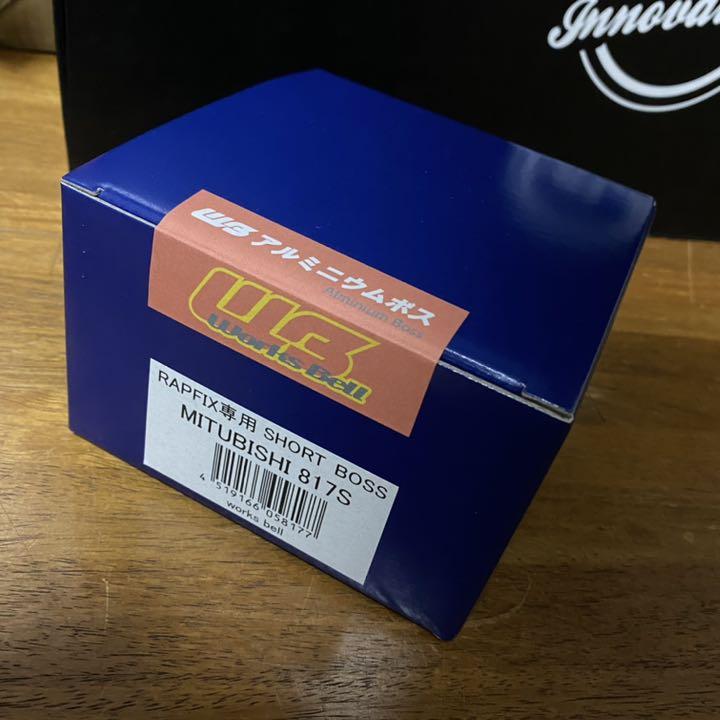 Innova
WB アルミニウムボス
Alminium Boss
WB
Works Bell
RAPFIX専用 SHORT BOSS
MITUBISHI 817S
4 519166 058177
works bell